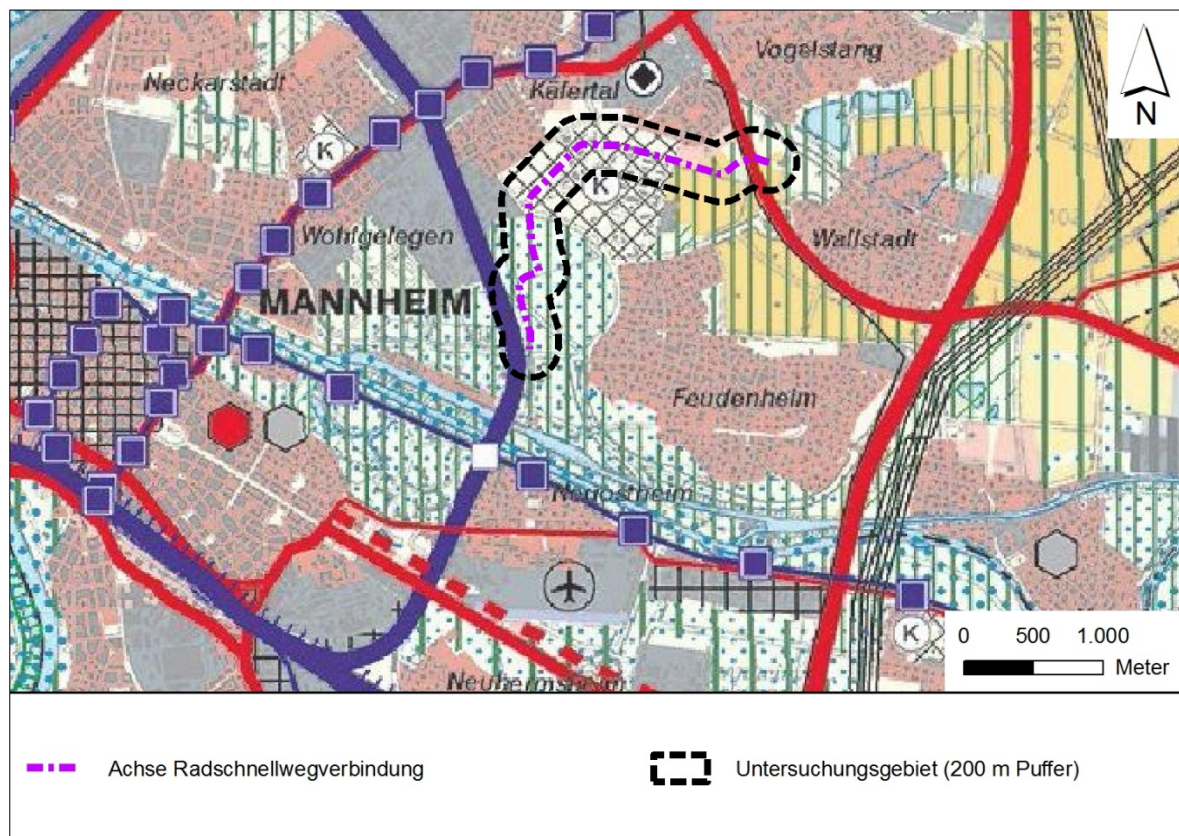 Vogelstang
Neckarstadt
Käfertal
N
K
K
Wohlgelegen
Wallstadt
MANNHEIM
Feudenheim
Neuostheim
K
0 500 1.000
Meter
Neuhermsheim
Achse Radschnellwegverbindung
Untersuchungsgebiet (200 m Puffer)